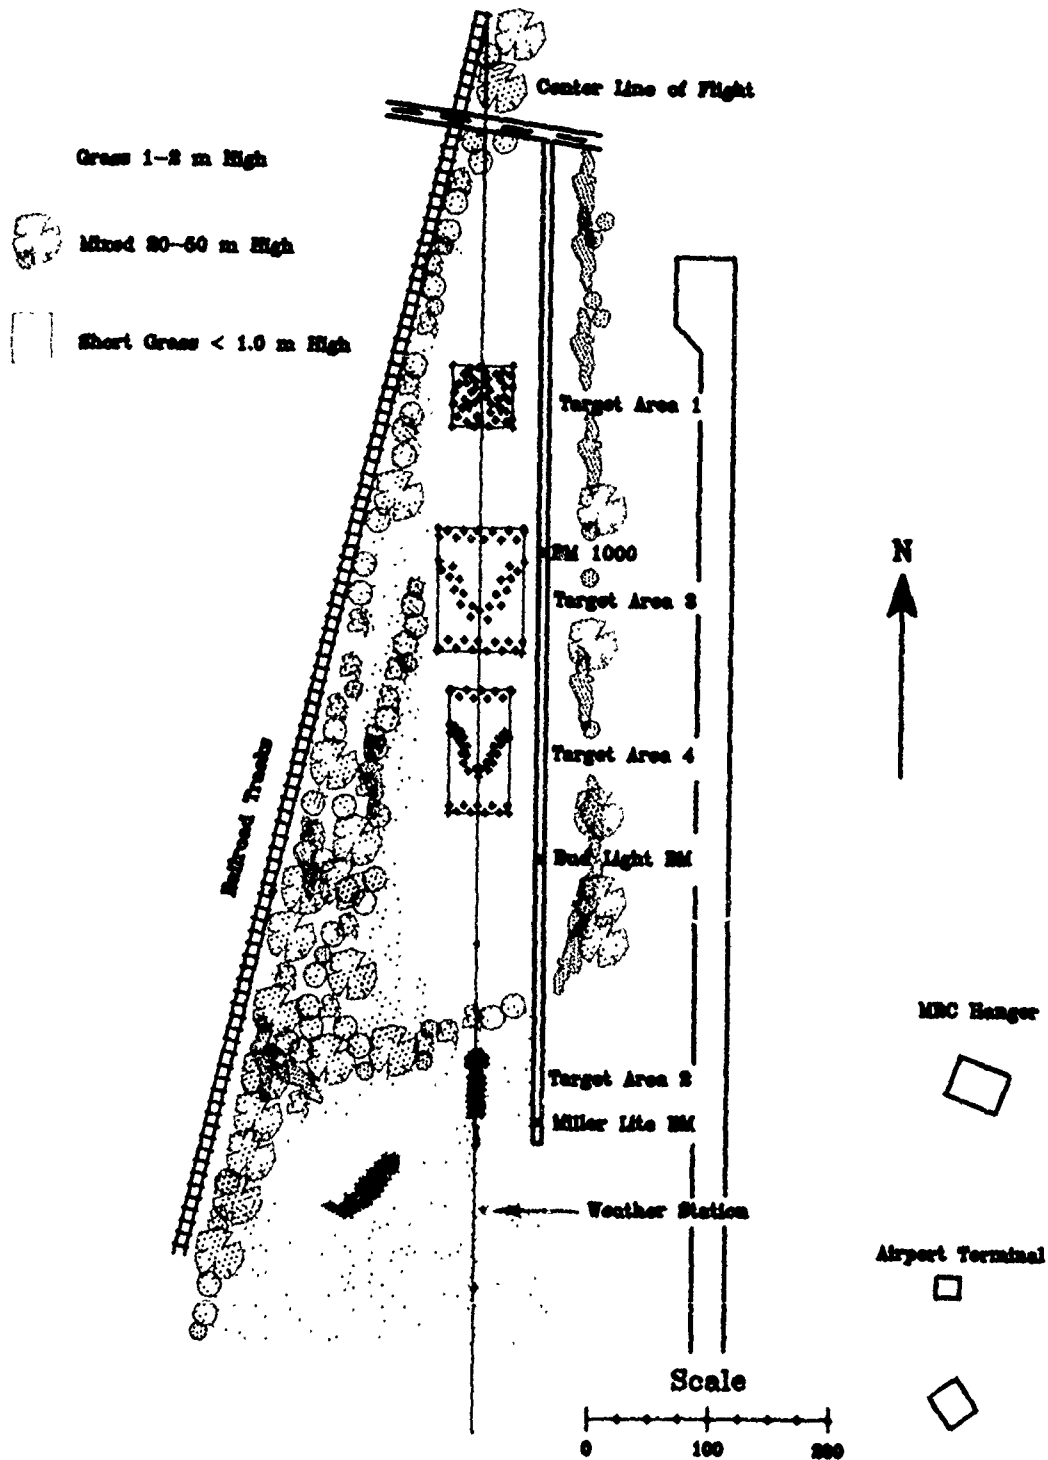 Center Line of Flight
Grass 1-2 m High
Mixed 20-50 m High
Short Grass < 1.0 m High
Target Area 1
N
BM 1000
Target Area 3
Railroad Tracks
Target Area 4
Bud Light BM
MRC Hanger
Target Area 2
Miller Lite BM
Weather Station
Airport Terminal
Scale
0 100 200